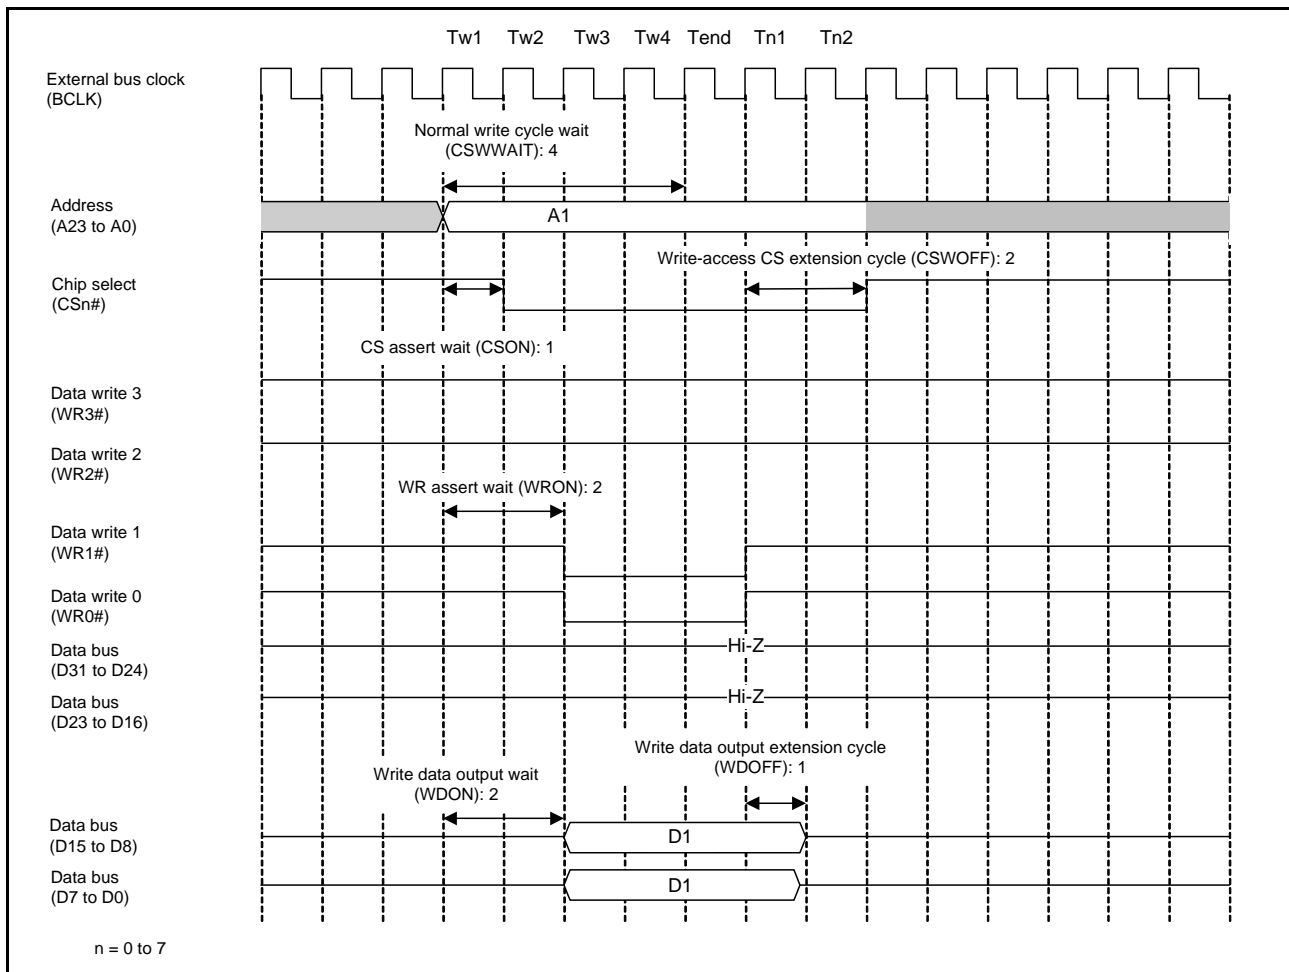 Tw1 Tw2 Tw3 Tw4 Tend Tn1 Tn2
External bus clock
(BCLK)
Normal write cycle wait
(CSWWAIT): 4
Address
(A23 to A0)
A1
Write-access CS extension cycle (CSWOFF): 2
Chip select
(CSn#)
CS assert wait (CSON): 1
Data write 3
(WR3#)
Data write 2
(WR2#)
WR assert wait (WRON): 2
Data write 1
(WR1#)
Data write 0
(WR0#)
Data bus
(D31 to D24)
Hi-Z
Data bus
(D23 to D16)
Hi-Z
Write data output extension cycle
(WDOFF): 1
Write data output wait
(WDON): 2
Data bus
(D15 to D8)
D1
Data bus
(D7 to D0)
D1
n = 0 to 7